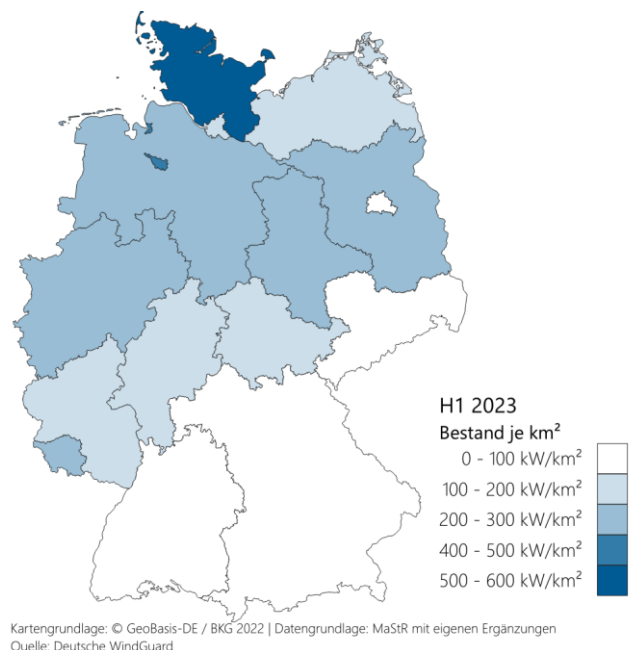 H1 2023
Bestand je km²
0 - 100 kW/km²
100 - 200 kW/km²
200 - 300 kW/km²
400 - 500 kW/km²
500 - 600 kW/km²
Kartengrundlage: © GeoBasis-DE / BKG 2022 | Datengrundlage: MaStR mit eigenen Ergänzungen
Quelle: Deutsche WindGuard